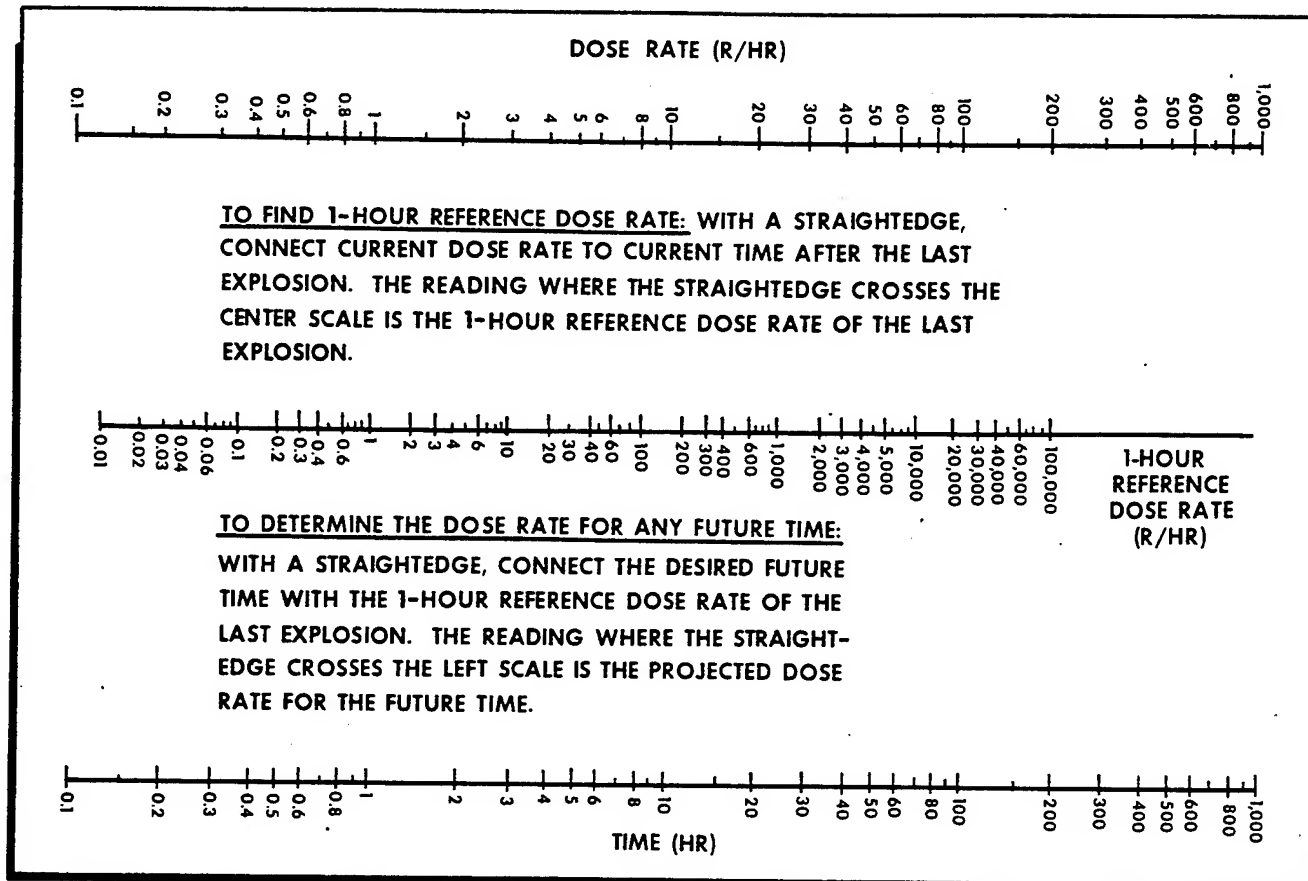 DOSE RATE (R/HR)
0.1 0.2 0.3 0.4 0.5 0.6 0.8 1 2 3 4 5 6 8 10 20 30 40 50 60 80 100 200 300 400 500 600 800 1,000
TO FIND 1-HOUR REFERENCE DOSE RATE: WITH A STRAIGHTEDGE,
CONNECT CURRENT DOSE RATE TO CURRENT TIME AFTER THE LAST
EXPLOSION. THE READING WHERE THE STRAIGHTEDGE CROSSES THE
CENTER SCALE IS THE 1-HOUR REFERENCE DOSE RATE OF THE LAST
EXPLOSION.
0.01 0.02 0.03 0.04 0.06 0.1 0.2 0.3 0.4 0.6 1 2 3 4 6 10 20 30 40 60 100 200 300 400 600 1,000 2,000 3,000 4,000 5,000 10,000 20,000 30,000 40,000 60,000 100,000
1-HOUR
REFERENCE
DOSE RATE
(R/HR)
TO DETERMINE THE DOSE RATE FOR ANY FUTURE TIME:
WITH A STRAIGHTEDGE, CONNECT THE DESIRED FUTURE
TIME WITH THE 1-HOUR REFERENCE DOSE RATE OF THE
LAST EXPLOSION. THE READING WHERE THE STRAIGHT-
EDGE CROSSES THE LEFT SCALE IS THE PROJECTED DOSE
RATE FOR THE FUTURE TIME.
0.1 0.2 0.3 0.4 0.5 0.6 0.8 1 2 3 4 5 6 8 10 20 30 40 50 60 80 100 200 300 400 500 600 800 1,000
TIME (HR)